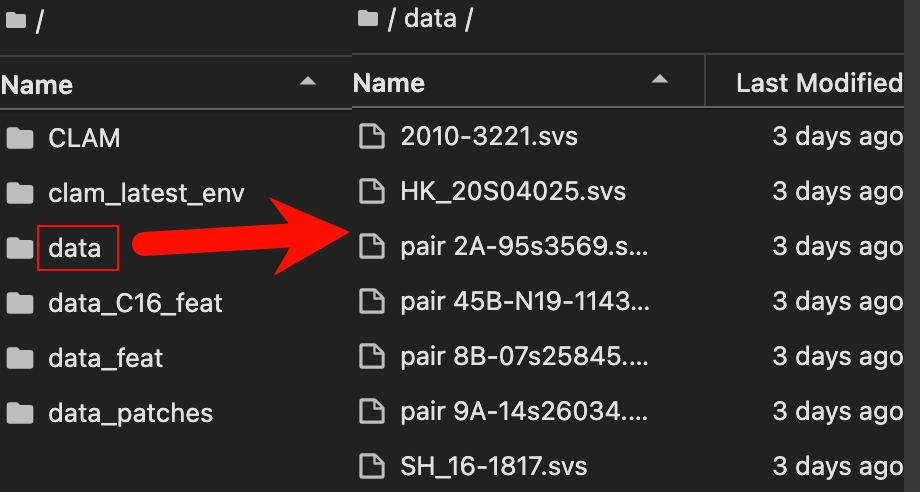 /
Name
CLAM
clam_latest_env
data
data_C16_feat
data_feat
data_patches
/ data /
Name Last Modified
2010-3221.svs 3 days ago
HK_20S04025.svs 3 days ago
pair 2A-95s3569.s... 3 days ago
pair 45B-N19-1143... 3 days ago
pair 8B-07s25845.... 3 days ago
pair 9A-14s26034.... 3 days ago
SH_16-1817.svs 3 days ago